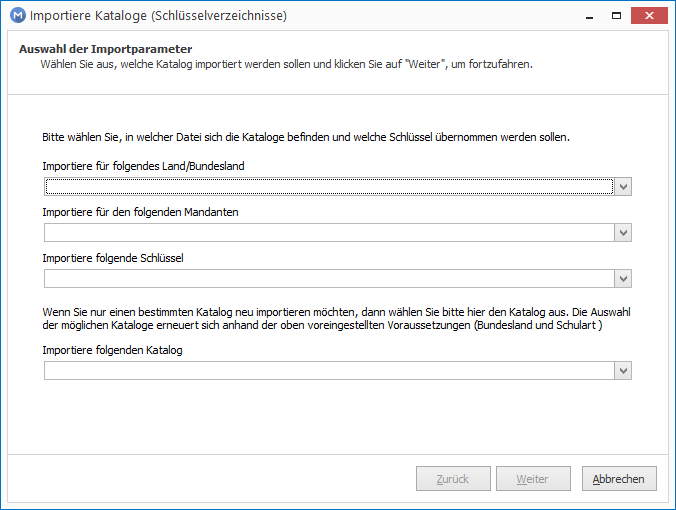 M Importiere Kataloge (Schlüsselverzeichnisse)
Auswahl der Importparameter
Wählen Sie aus, welche Katalog importiert werden sollen und klicken Sie auf "Weiter", um fortzufahren.
Bitte wählen Sie, in welcher Datei sich die Kataloge befinden und welche Schlüssel übernommen werden sollen.
Importiere für folgendes Land/Bundesland
Importiere für den folgenden Mandanten
Importiere folgende Schlüssel
Wenn Sie nur einen bestimmten Katalog neu importieren möchten, dann wählen Sie bitte hier den Katalog aus. Die Auswahl
der möglichen Kataloge erneuert sich anhand der oben voreingestellten Voraussetzungen (Bundesland und Schulart )
Importiere folgenden Katalog
Zurück Weiter Abbrechen